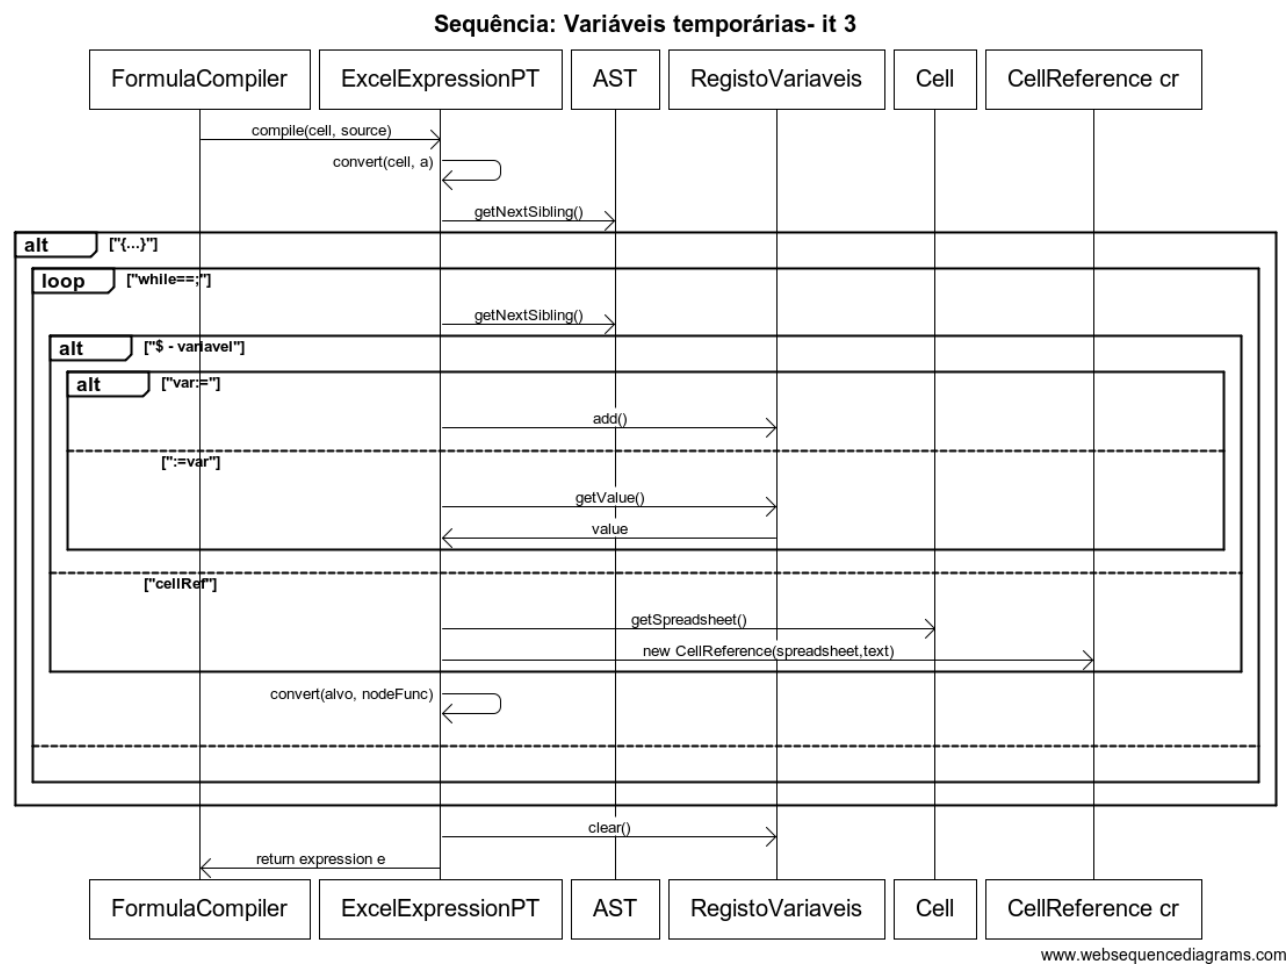 Sequência: Variáveis temporárias- it 3
FormulaCompiler
ExcelExpressionPT
AST
RegistoVariaveis
Cell
CellReference cr
compile(cell, source)
convert(cell, a)
getNextSibling()
alt
["{...}"]
loop
["while==;"]
getNextSibling()
alt
["$ - variavel"]
alt
["var:="]
add()
[":=var"]
getValue()
value
["cellRef"]
getSpreadsheet()
new CellReference(spreadsheet,text)
convert(alvo, nodeFunc)
clear()
return expression e
FormulaCompiler
ExcelExpressionPT
AST
RegistoVariaveis
Cell
CellReference cr
www.websequencediagrams.com